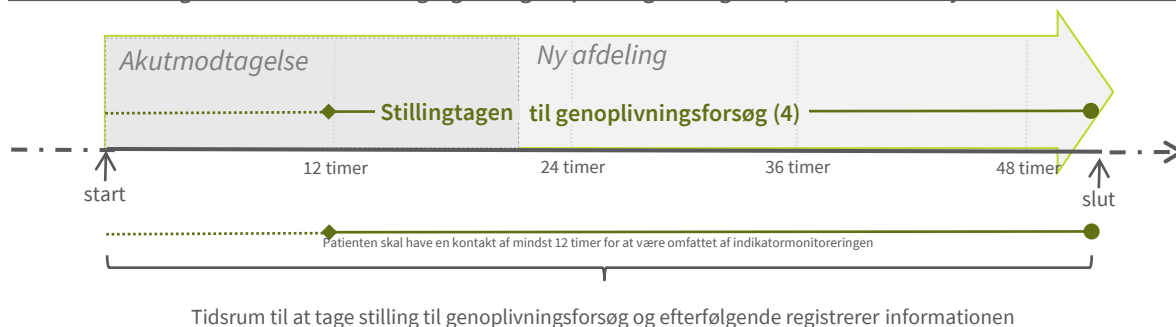 Akutmodtagelse
Ny afdeling
Stillingtagen til genoplivningsforsøg (4)
12 timer
24 timer
36 timer
48 timer
start
slut
Patienten skal have en kontakt af mindst 12 timer for at være omfattet af indikatormonitoreringen
Tidsrum til at tage stilling til genoplivningsforsøg og efterfølgende registrerer informationen